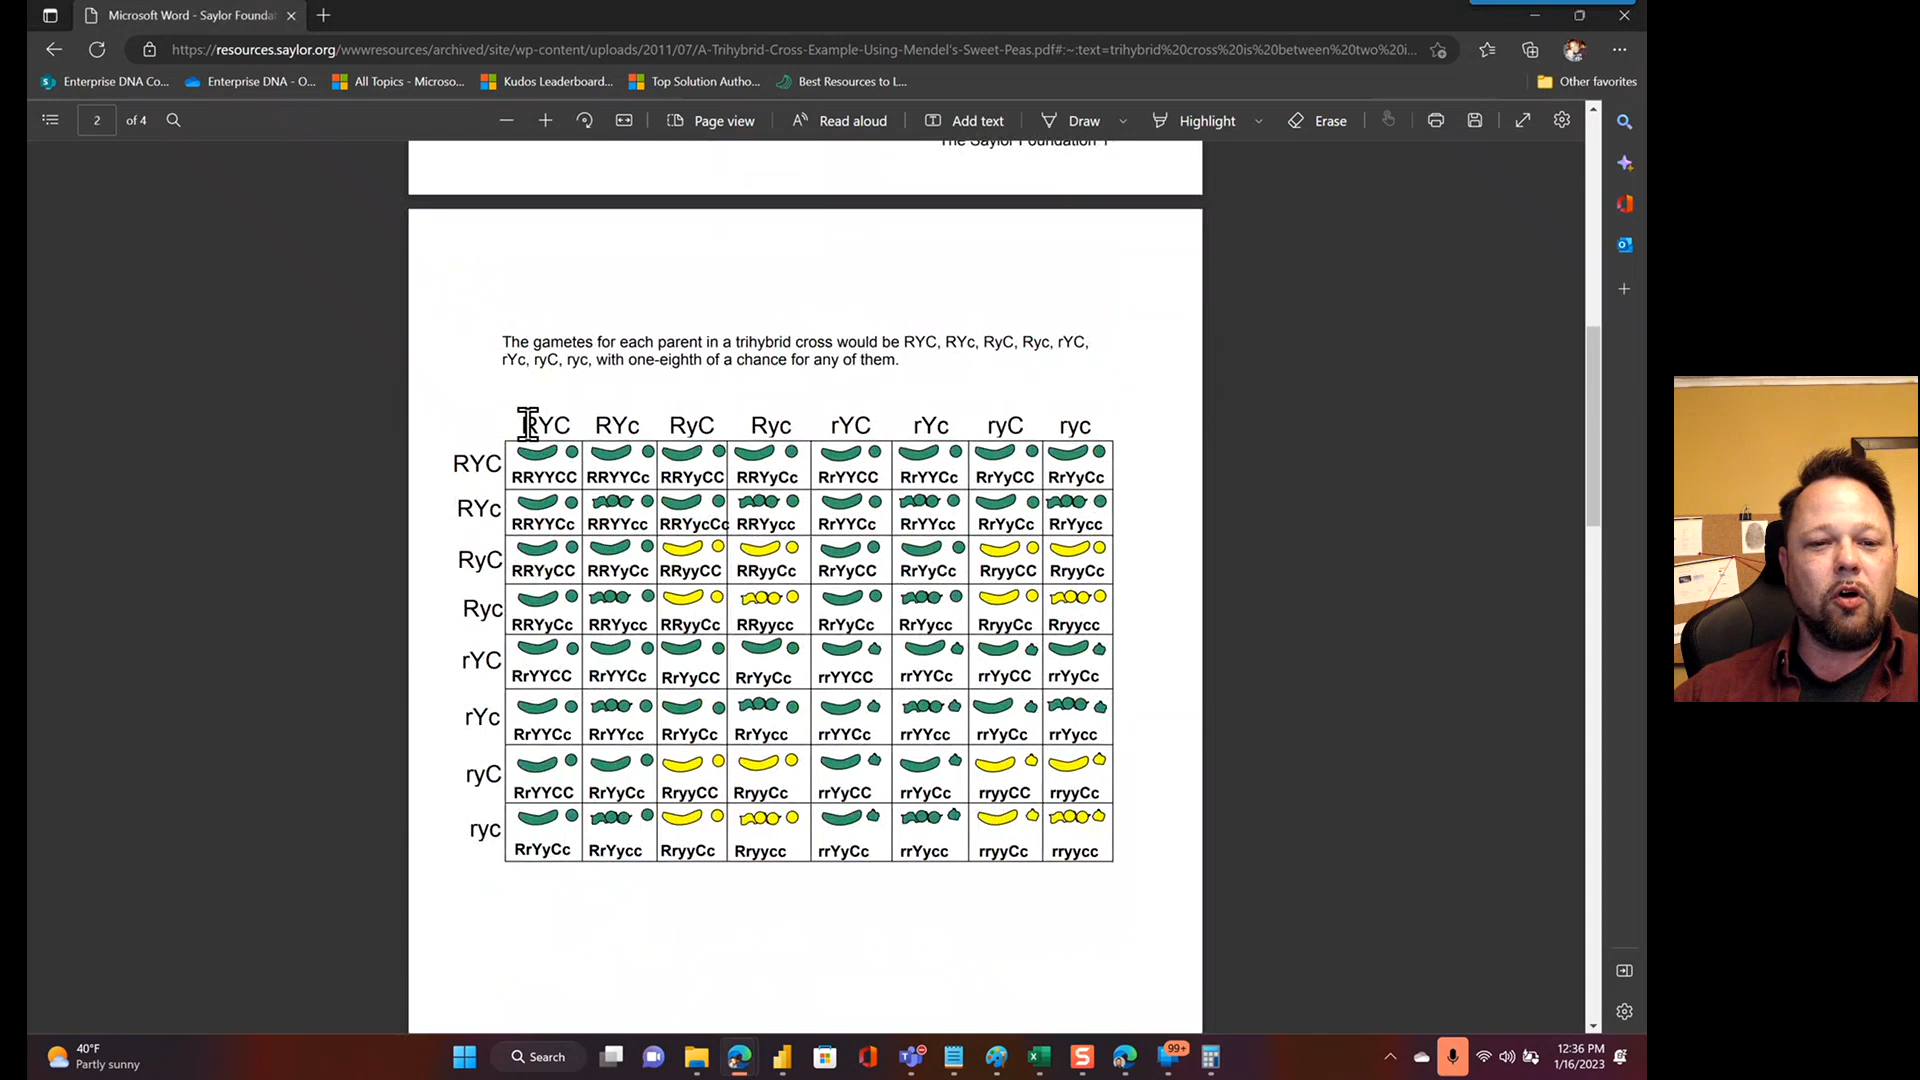 Microsoft Word - Saylor Founda
https://resources.saylor.org/wwwresources/archived/site/wp-content/uploads/2011/07/A-Trihybrid-Cross-Example-Using-Mendel's-Sweet-Peas.pdf#:~:text=trihybrid%20cross%20is%20between%20two%20i...
Enterprise DNA Co... Enterprise DNA - O... All Topics - Microso... Kudos Leaderboard... Top Solution Autho... Best Resources to L... Other favorites
2 of 4 Page view Read aloud Add text Draw Highlight Erase
The Saylor Foundation 1
The gametes for each parent in a trihybrid cross would be RYC, RYc, RyC, Ryc, rYC,
rYc, ryC, ryc, with one-eighth of a chance for any of them.
RYC RYc RyC Ryc rYC rYc ryC ryc
RYC RRYYCC RRYYCc RRYyCC RRYyCc RrYYCC RrYYCc RrYyCC RrYyCc
RYc RRYYCc RRYYcc RRYycCc RRYycc RrYYCc RrYYcc RrYyCc RrYycc
RyC RRYyCC RRYyCc RRyyCC RRyyCc RrYyCC RrYyCc RryyCC RryyCc
Ryc RRYyCc RRYycc RRyyCc RRyycc RrYyCc RrYycc RryyCc Rryycc
rYC RrYYCC RrYYCc RrYyCC RrYyCc rrYYCC rrYYCc rrYyCC rrYyCc
rYc RrYYCc RrYYcc RrYyCc RrYycc rrYYCc rrYYcc rrYyCc rrYycc
ryC RrYYCC RrYyCc RryyCC RryyCc rrYyCC rrYyCc rryyCC rryyCc
ryc RrYyCc RrYycc RryyCc Rryycc rrYyCc rrYycc rryyCc rryycc
40°F
Partly sunny
Search
99+
12:36 PM
1/16/2023